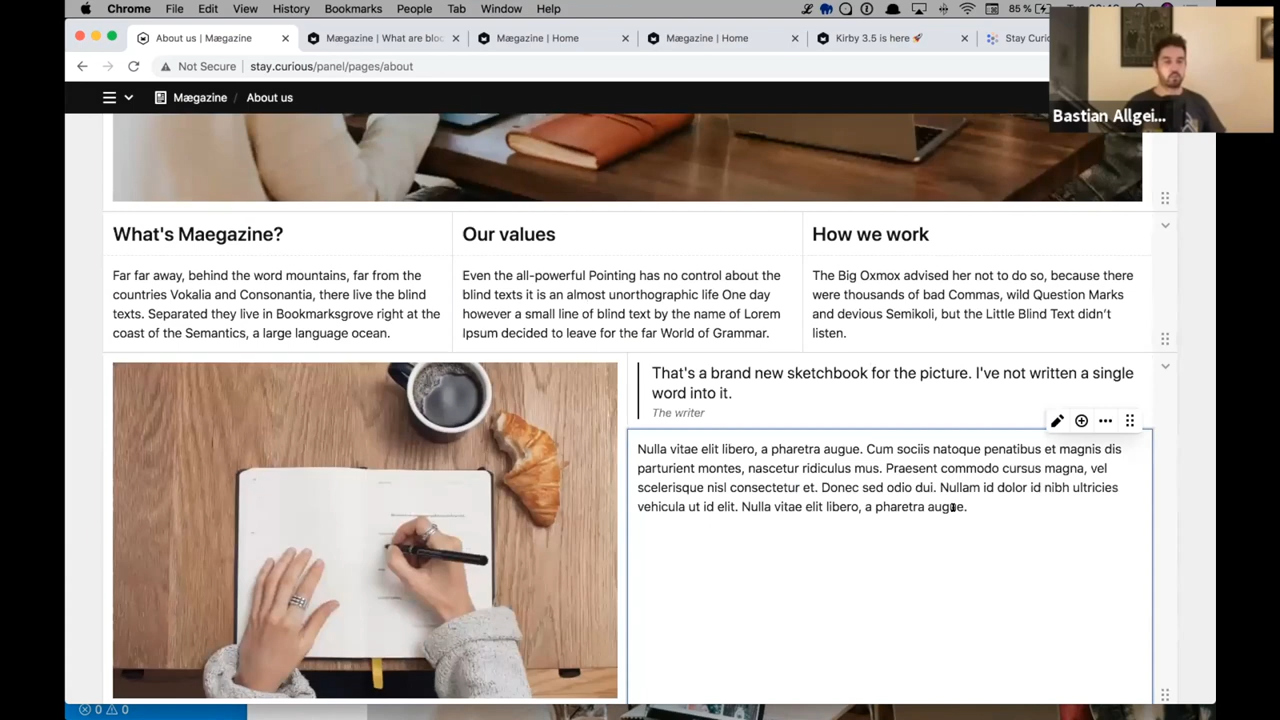 Chrome File Edit View History Bookmarks People Tab Window Help 85 %
About us | Mægazine
Mægazine | What are bloc
Mægazine | Home
Mægazine | Home
Kirby 3.5 is here 🚀
Stay Curio
Not Secure | stay.curious/panel/pages/about
Bastian Allgei...
Mægazine / About us
What's Maegazine?
Far far away, behind the word mountains, far from the
countries Vokalia and Consonantia, there live the blind
texts. Separated they live in Bookmarksgrove right at the
coast of the Semantics, a large language ocean.
Our values
Even the all-powerful Pointing has no control about the
blind texts it is an almost unorthographic life One day
however a small line of blind text by the name of Lorem
Ipsum decided to leave for the far World of Grammar.
How we work
The Big Oxmox advised her not to do so, because there
were thousands of bad Commas, wild Question Marks
and devious Semikoli, but the Little Blind Text didn't
listen.
That's a brand new sketchbook for the picture. I've not written a single
word into it.
The writer
Nulla vitae elit libero, a pharetra augue. Cum sociis natoque penatibus et magnis dis
parturient montes, nascetur ridiculus mus. Praesent commodo cursus magna, vel
scelerisque nisl consectetur et. Donec sed odio dui. Nullam id dolor id nibh ultricies
vehicula ut id elit. Nulla vitae elit libero, a pharetra augue.
0 0